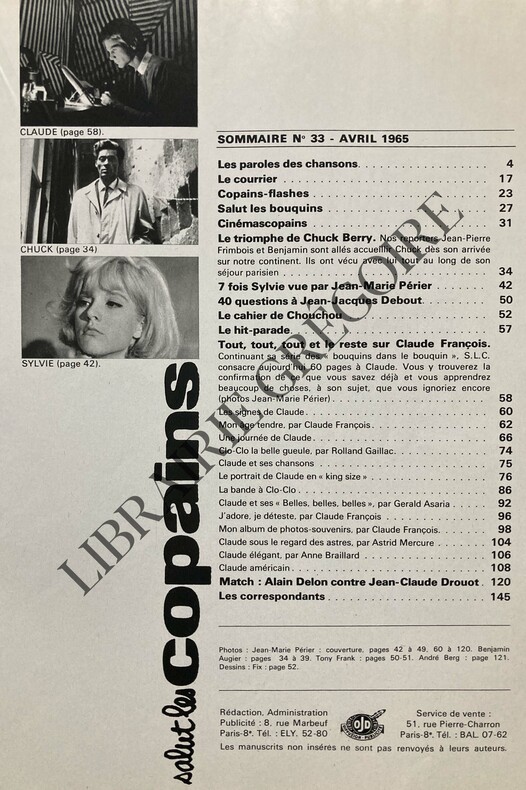 CLAUDE (page 58).
CHUCK (page 34)
SYLVIE (page 42).
salut les copains
SOMMAIRE N° 33 - AVRIL 1965
Les paroles des chansons. 4
Le courrier 17
Copains-flashes 23
Salut les bouquins 27
Cinémascopains 31
Le triomphe de Chuck Berry. Nos reporters Jean-Pierre
Frimbois et Benjamin sont allés accueillir Chuck dès son arrivée
sur notre continent. Ils ont vécu avec lui tout au long de son
séjour parisien 34
7 fois Sylvie vue par Jean-Marie Périer 42
40 questions à Jean-Jacques Debout. 50
Le cahier de Chouchou 52
Le hit-parade. 57
Tout, tout, tout et le reste sur Claude François.
Continuant sa série des « bouquins dans le bouquin », S.L.C.
consacre aujourd'hui 60 pages à Claude. Vous y trouverez la
confirmation de ce que vous savez déjà et vous apprendrez
beaucoup de choses, à son sujet, que vous ignoriez encore
(photos Jean-Marie Périer) 58
Les signes de Claude 60
Mon âge tendre, par Claude François 62
Une journée de Claude 66
Clo-Clo la belle gueule, par Rolland Gaillac. 74
Claude et ses chansons 75
Le portrait de Claude en « king size » 76
La bande à Clo-Clo 86
Claude et ses « Belles, belles, belles », par Gerald Asaria 92
J'adore, je déteste, par Claude François 96
Mon album de photos-souvenirs, par Claude François. 98
Claude sous le regard des astres, par Astrid Mercure 104
Claude élégant, par Anne Braillard 106
Claude américain 108
Match : Alain Delon contre Jean-Claude Drouot 120
Les correspondants 145
Photos : Jean-Marie Périer : couverture, pages 42 à 49, 60 à 120. Benjamin
Augier : pages 34 à 39. Tony Frank : pages 50-51. André Berg : page 121.
Dessins : Fix : page 52.
Rédaction, Administration
Publicité : 8, rue Marbeuf
Paris-8e. Tél. : ELY. 52-80
OJD
Service de vente :
51, rue Pierre-Charron
Paris-8e. Tél. : BAL. 07-62
Les manuscrits non insérés ne sont pas renvoyés à leurs auteurs.
LIBRAIRIE GRÉGOIRE